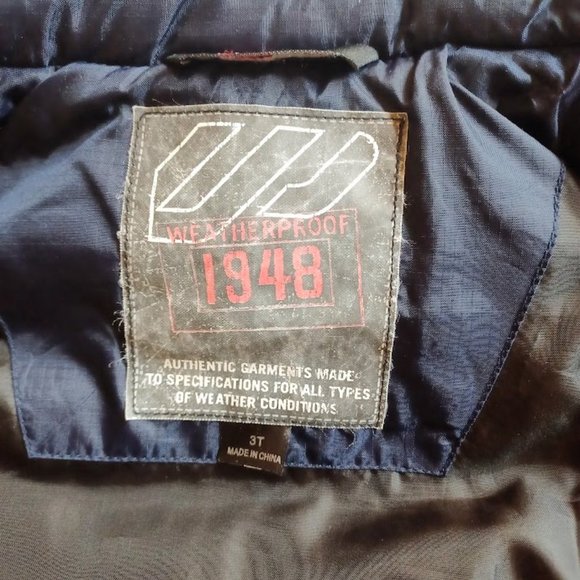 WEATHERPROOF
1948
AUTHENTIC GARMENTS MADE
TO SPECIFICATIONS FOR ALL TYPES
OF WEATHER CONDITIONS
3T
MADE IN CHINA